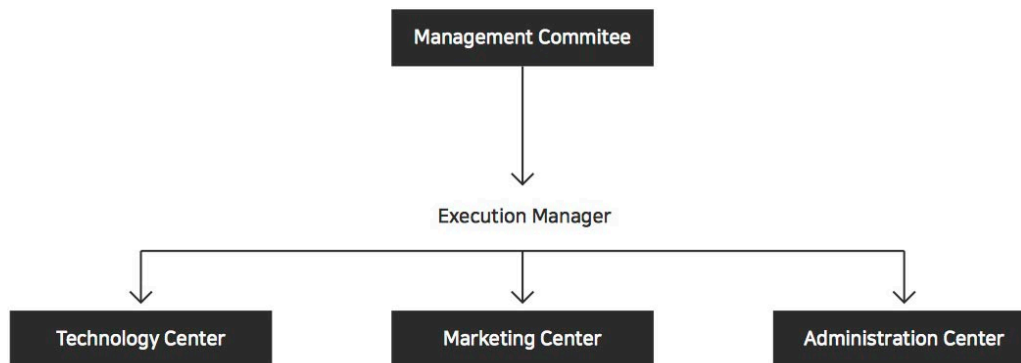 Management Commitee
Execution Manager
Technology Center
Marketing Center
Administration Center